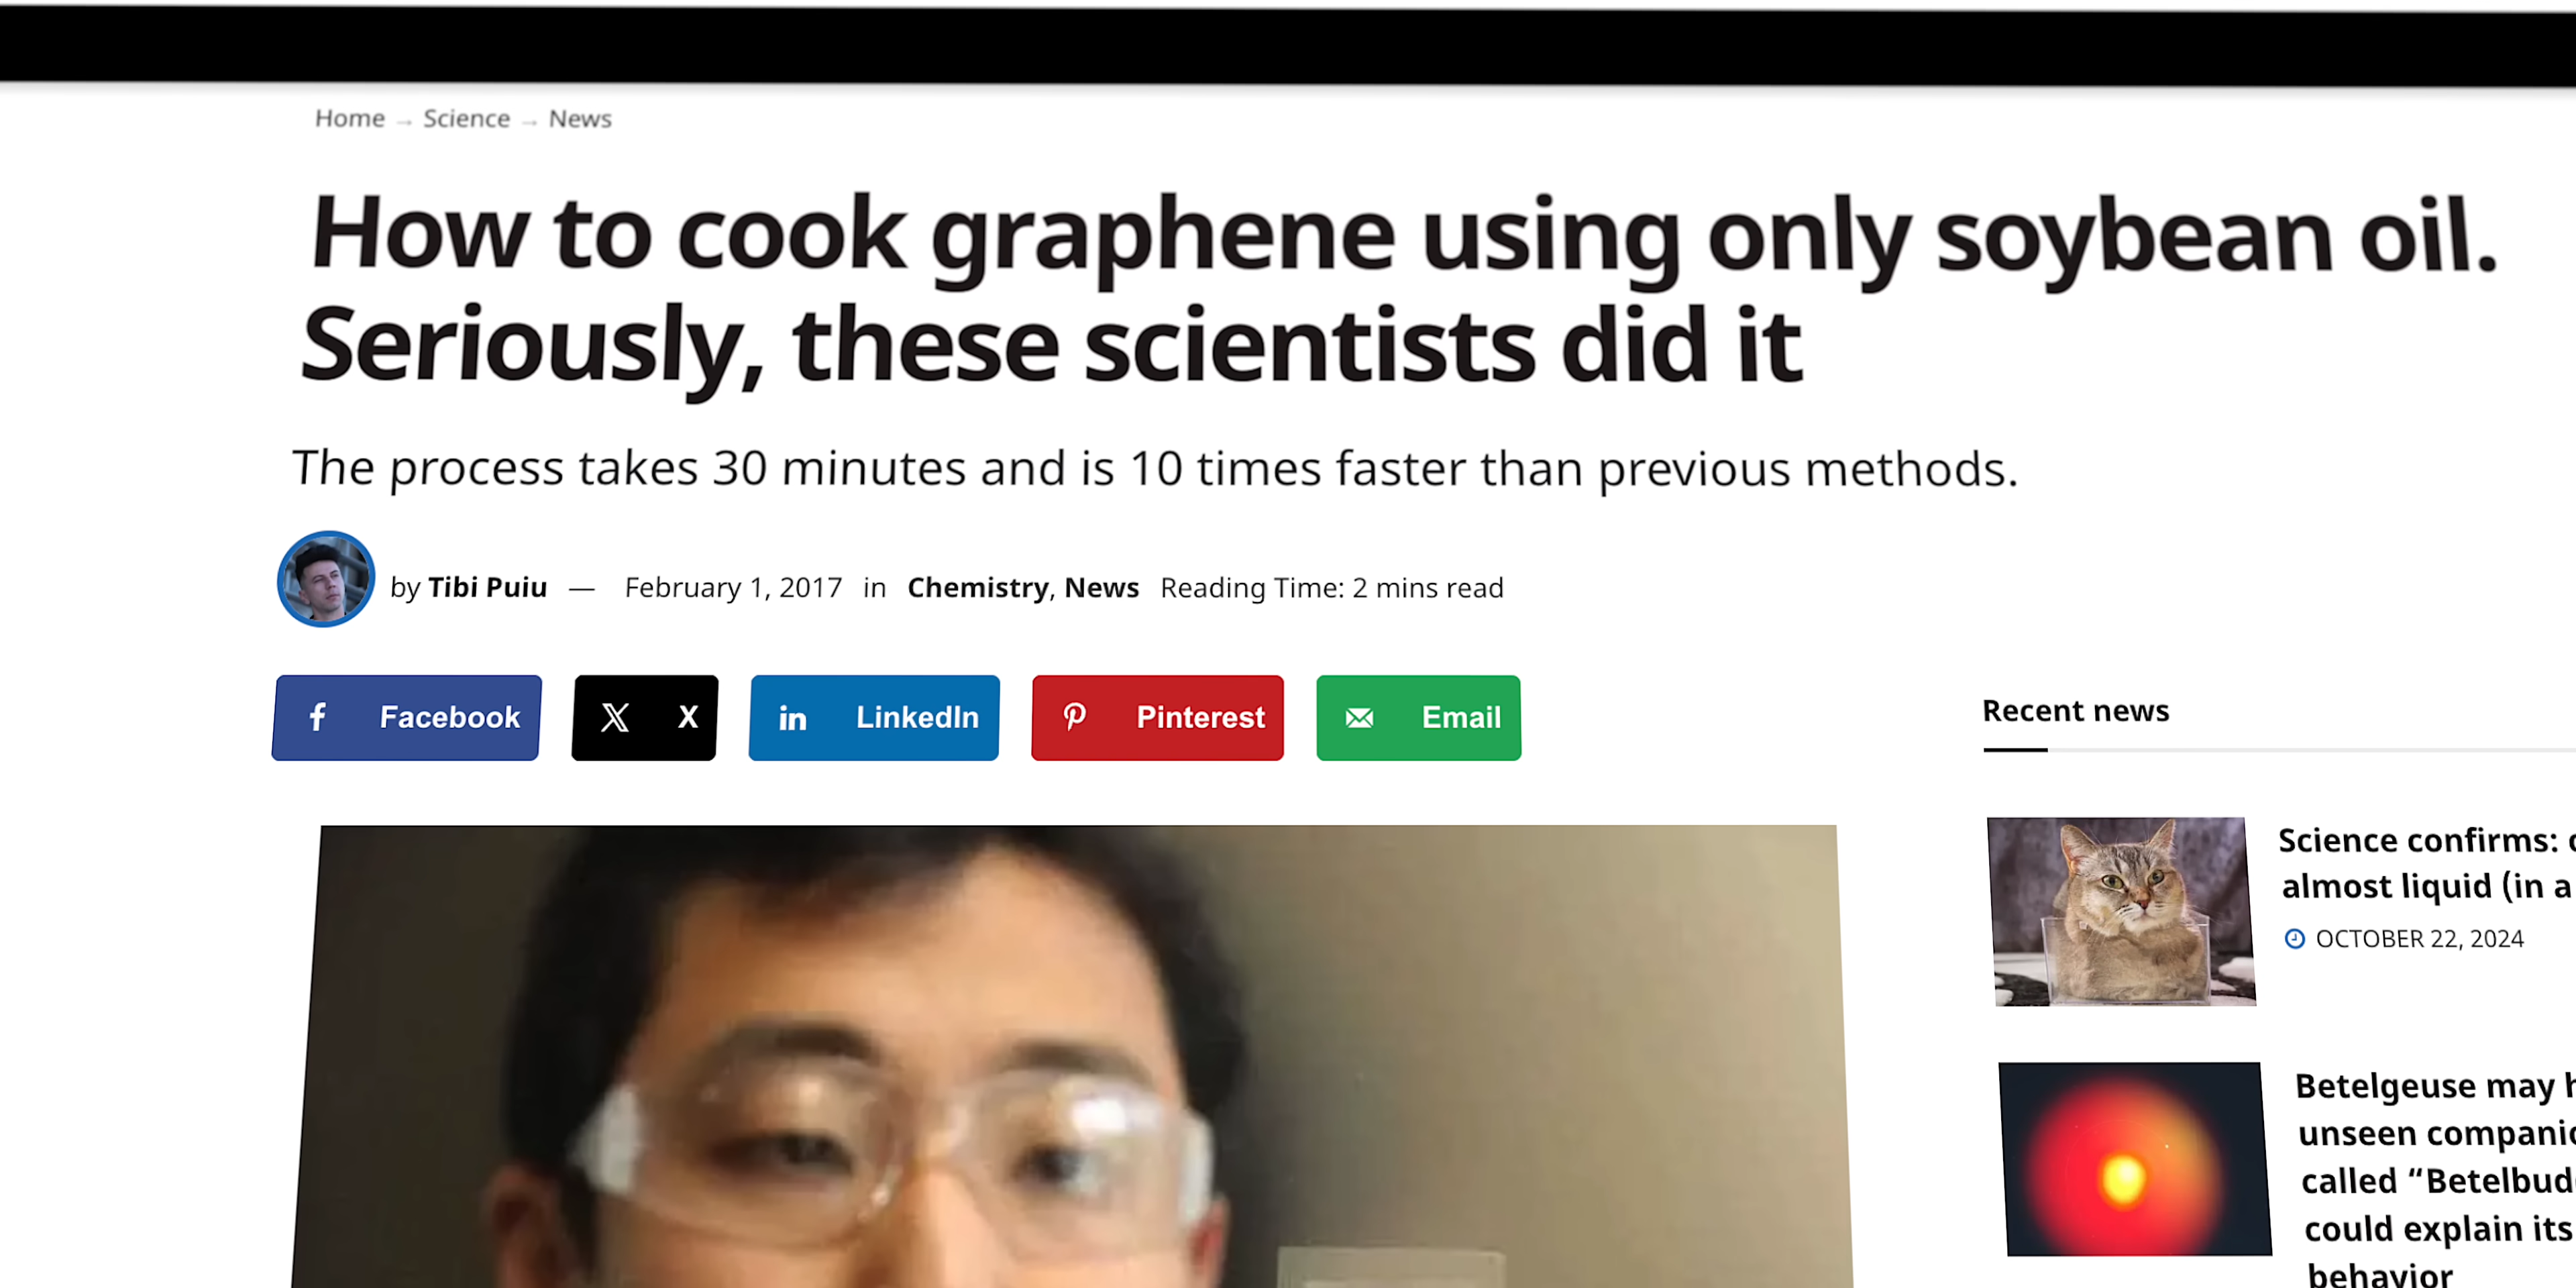 Home → Science → News
How to cook graphene using only soybean oil.
Seriously, these scientists did it
The process takes 30 minutes and is 10 times faster than previous methods.
by Tibi Puiu — February 1, 2017 in Chemistry, News Reading Time: 2 mins read
Facebook X LinkedIn Pinterest Email
Recent news
Science confirms:
almost liquid (in a
OCTOBER 22, 2024
Betelgeuse may
unseen
called “
could explain its
behavior